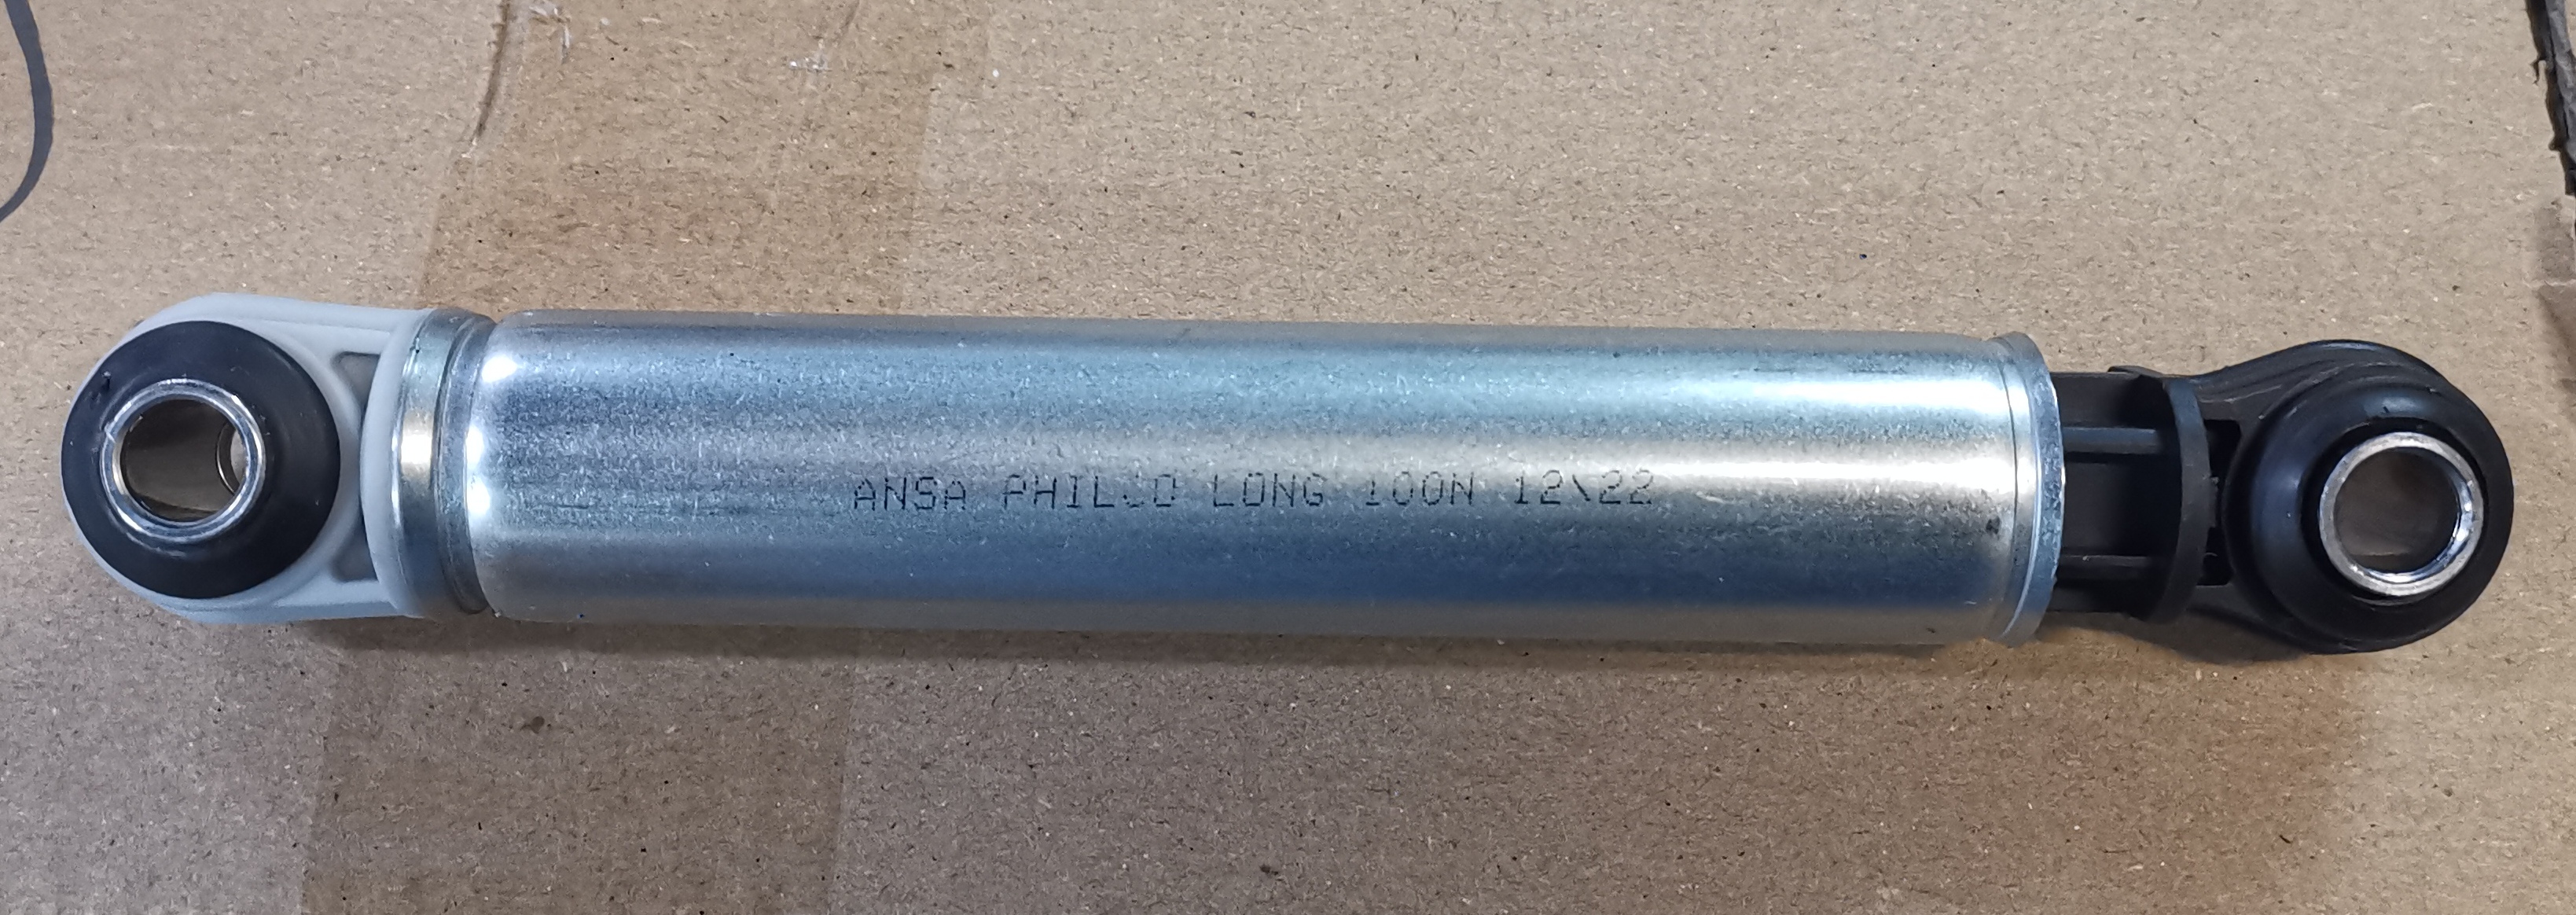 ANSA PHILCO LONG 100N 12\22